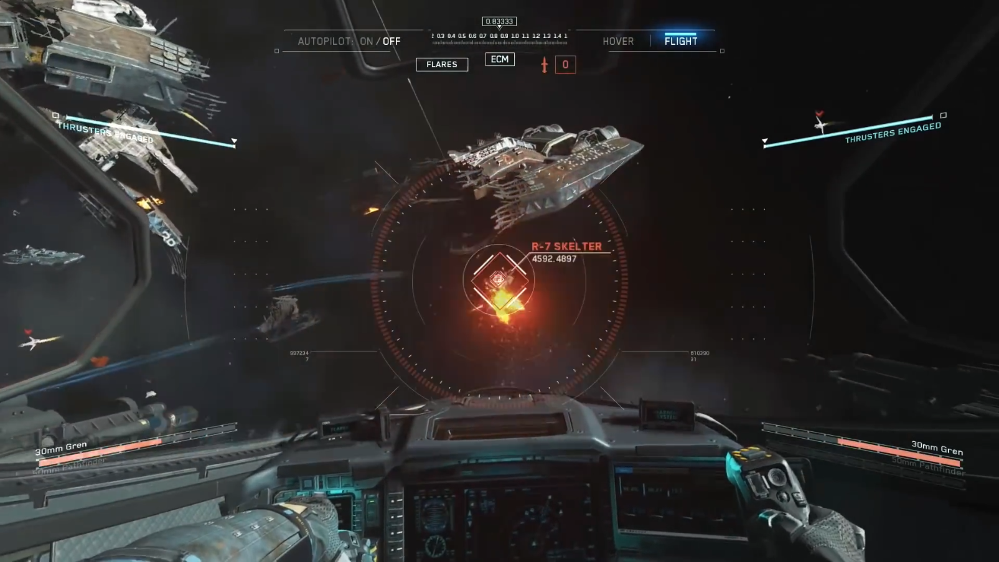 0.83333
0.3 0.4 0.5 0.6 0.7 0.8 0.9 1.0 1.1 1.2 1.3 1.4 1
AUTOPILOT: ON / OFF
HOVER
FLIGHT
FLARES
ECM
0
THRUSTERS ENGAGED
THRUSTERS ENGAGED
R-7 SKELTER
4592.4897
997234
7
610390
31
30mm Gren
50mm Pathfinder
30mm Gren
50mm Pathfinder